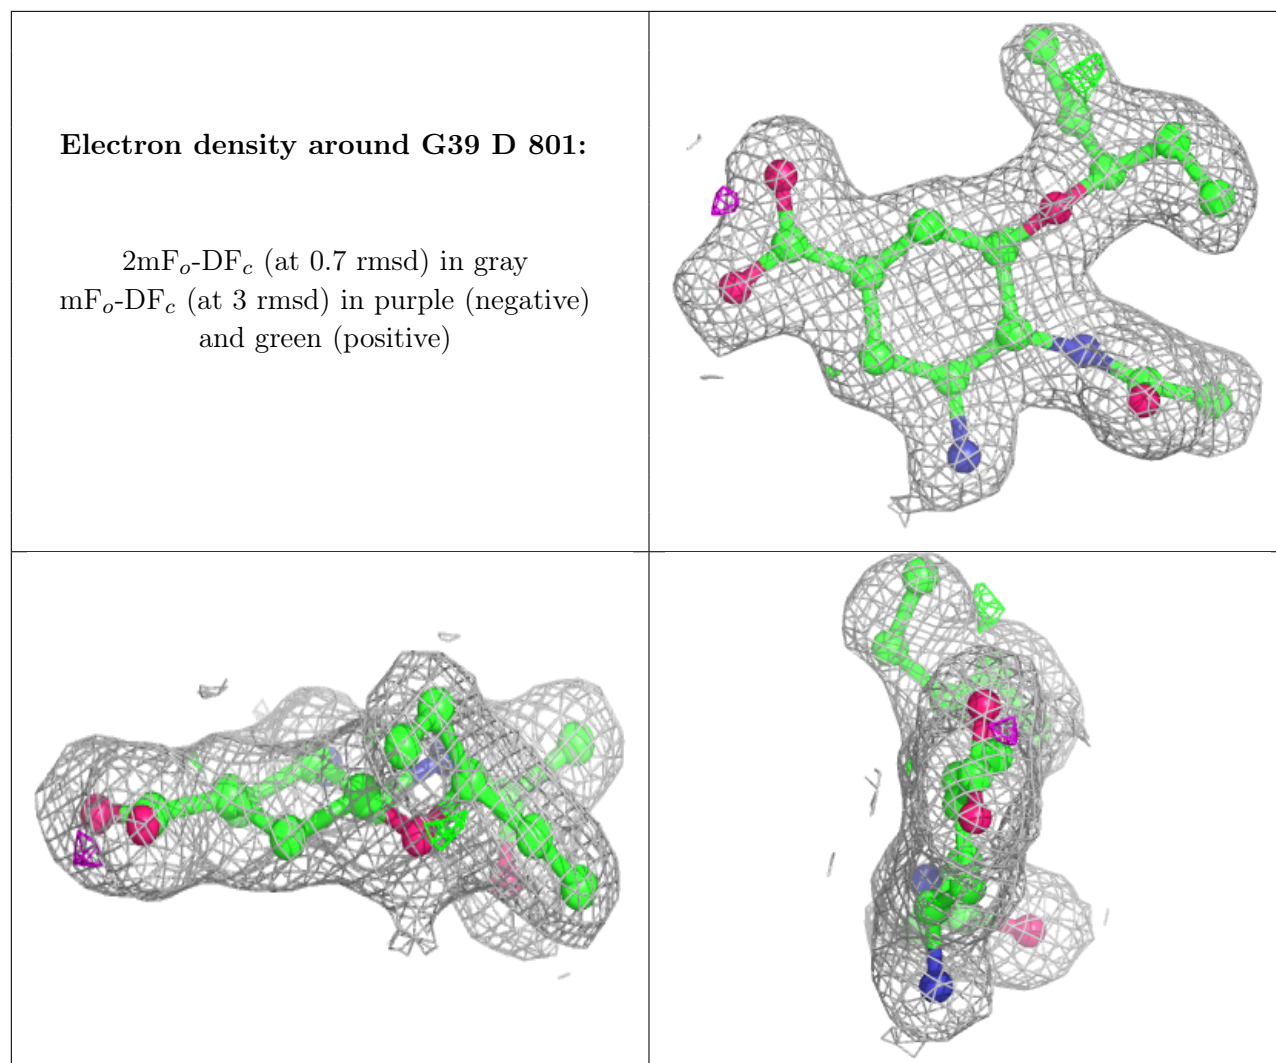 Electron density around G39 D 801:
2mFo-DFc (at 0.7 rmsd) in gray
mFo-DFc (at 3 rmsd) in purple (negative)
and green (positive)